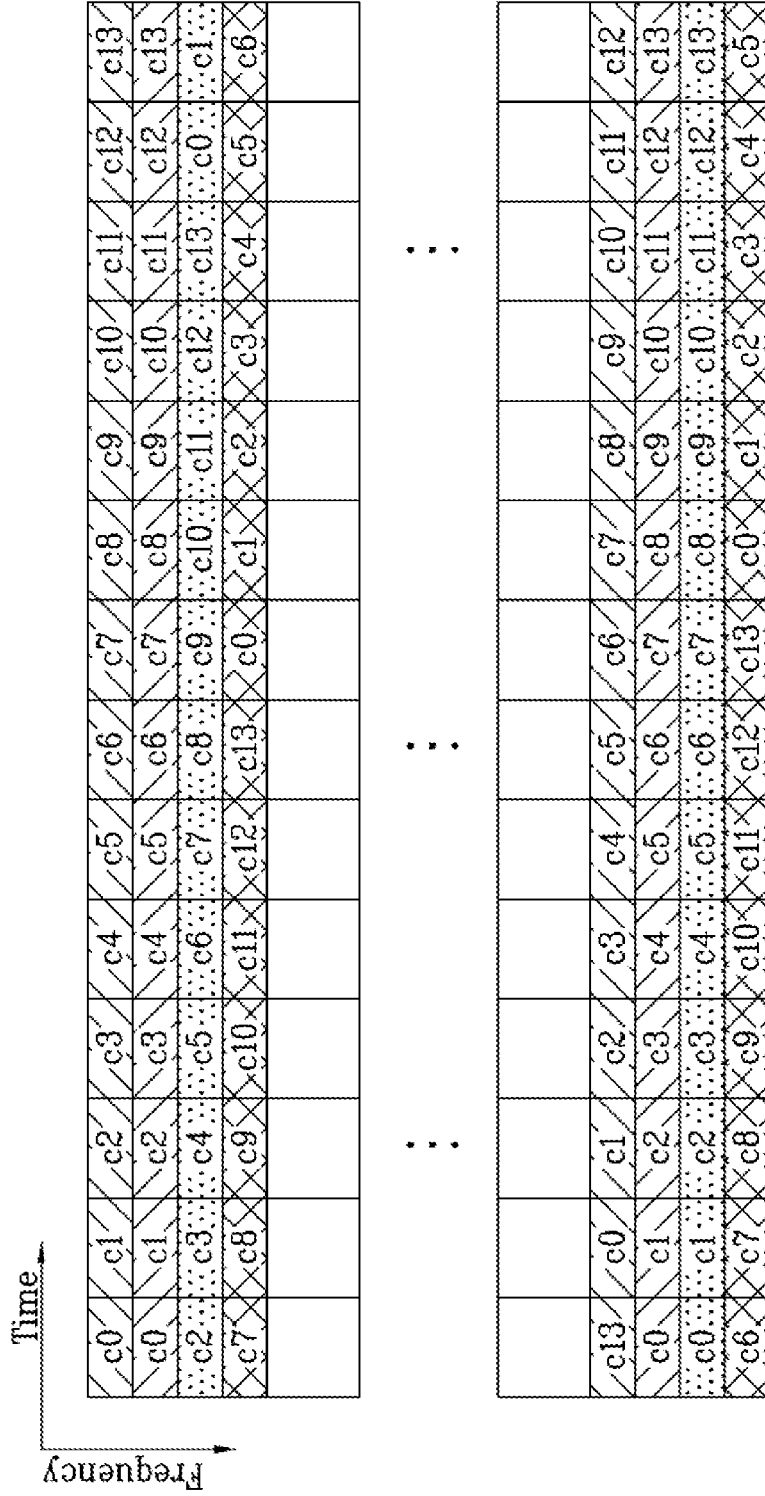 Time
Frequency
c0 c1 c2 c3 c4 c5 c6 c7 c8 c9 c10 c11 c12 c13
c0 c1 c2 c3 c4 c5 c6 c7 c8 c9 c10 c11 c12 c13
c2 c3 c4 c5 c6 c7 c8 c9 c10 c11 c12 c13 c0 c1
c7 c8 c9 c10 c11 c12 c13 c0 c1 c2 c3 c4 c5 c6
c13 c0 c1 c2 c3 c4 c5 c6 c7 c8 c9 c10 c11 c12
c0 c1 c2 c3 c4 c5 c6 c7 c8 c9 c10 c11 c12 c13
c0 c1 c2 c3 c4 c5 c6 c7 c8 c9 c10 c11 c12 c13
c6 c7 c8 c9 c10 c11 c12 c13 c0 c1 c2 c3 c4 c5